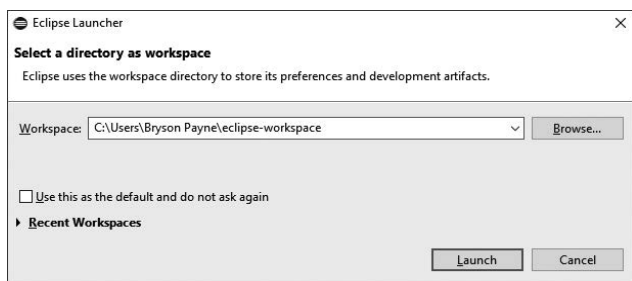 Eclipse Launcher
Select a directory as workspace
Eclipse uses the workspace directory to store its preferences and development artifacts.
Workspace: C:\Users\Bryson Payne\eclipse-workspace Browse...
Use this as the default and do not ask again
Recent Workspaces
Launch Cancel